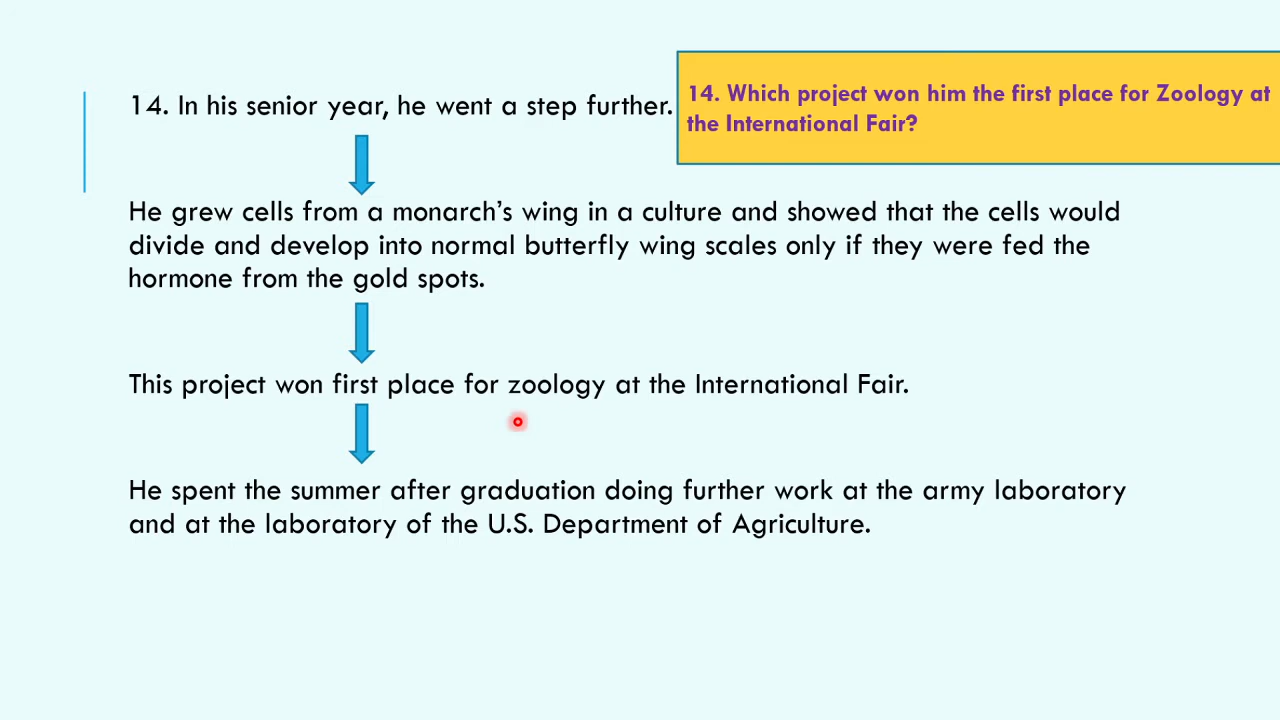 14. In his senior year, he went a step further.
14. Which project won him the first place for Zoology at
the International Fair?
He grew cells from a monarch’s wing in a culture and showed that the cells would
divide and develop into normal butterfly wing scales only if they were fed the
hormone from the gold spots.
This project won first place for zoology at the International Fair.
He spent the summer after graduation doing further work at the army laboratory
and at the laboratory of the U.S. Department of Agriculture.